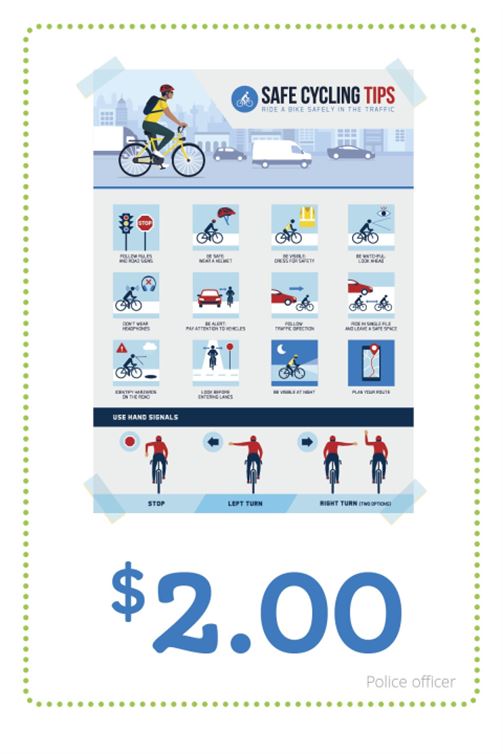 SAFE CYCLING TIPS
RIDE A BIKE SAFELY IN THE TRAFFIC
STOP
FOLLOW RULES
AND ROAD SIGNS
BE SAFE:
WEAR A HELMET
BE VISIBLE:
DRESS FOR SAFETY
BE WATCHFUL:
LOOK AHEAD
DON'T WEAR
HEADPHONES
BE ALERT:
PAY ATTENTION TO VEHICLES
FOLLOW
TRAFFIC DIRECTION
RIDE IN SINGLE FILE
AND LEAVE A SAFE SPACE
IDENTIFY HAZARDS
ON THE ROAD
LOOK BEFORE
ENTERING LANES
BE VISIBLE AT NIGHT
PLAN YOUR ROUTE
USE HAND SIGNALS
STOP
LEFT TURN
RIGHT TURN (TWO OPTIONS)
$2.00
Police officer